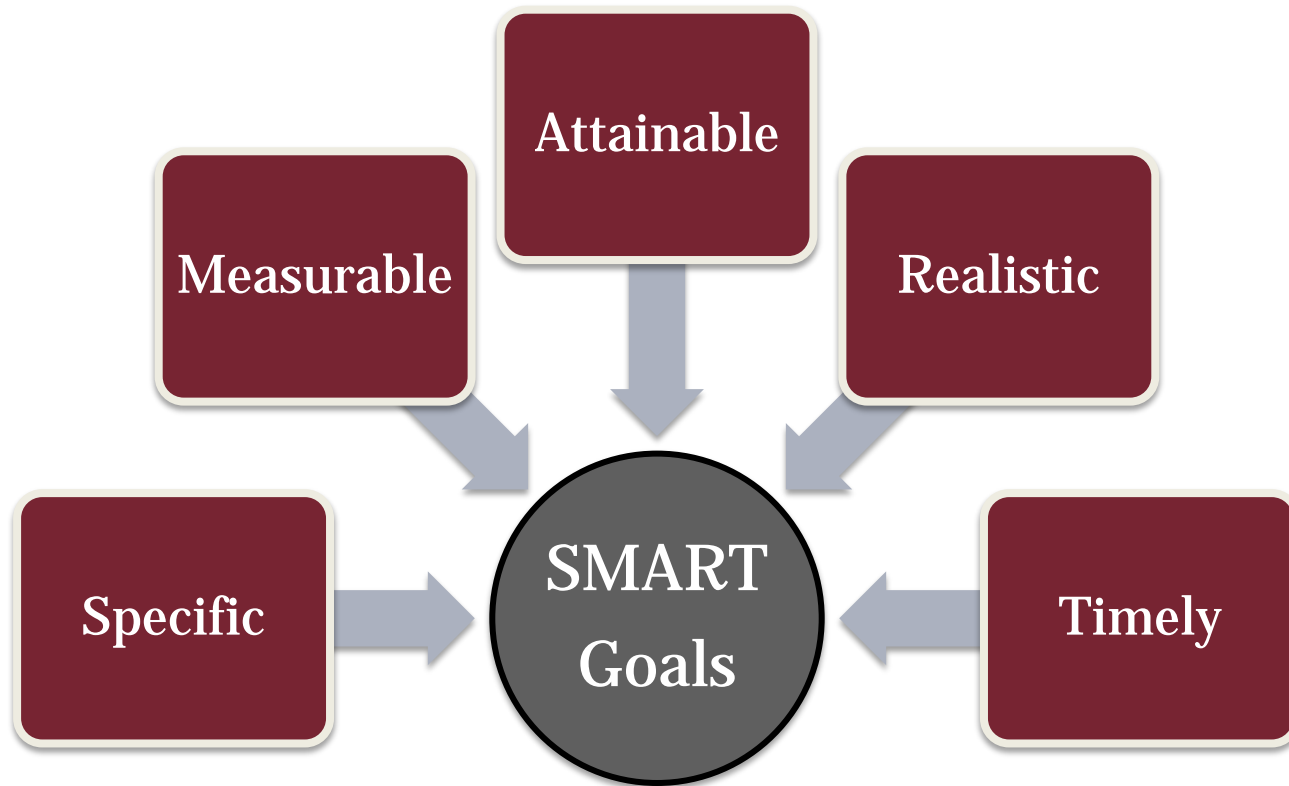 Attainable
Measurable
Realistic
Specific
SMART
Goals
Timely